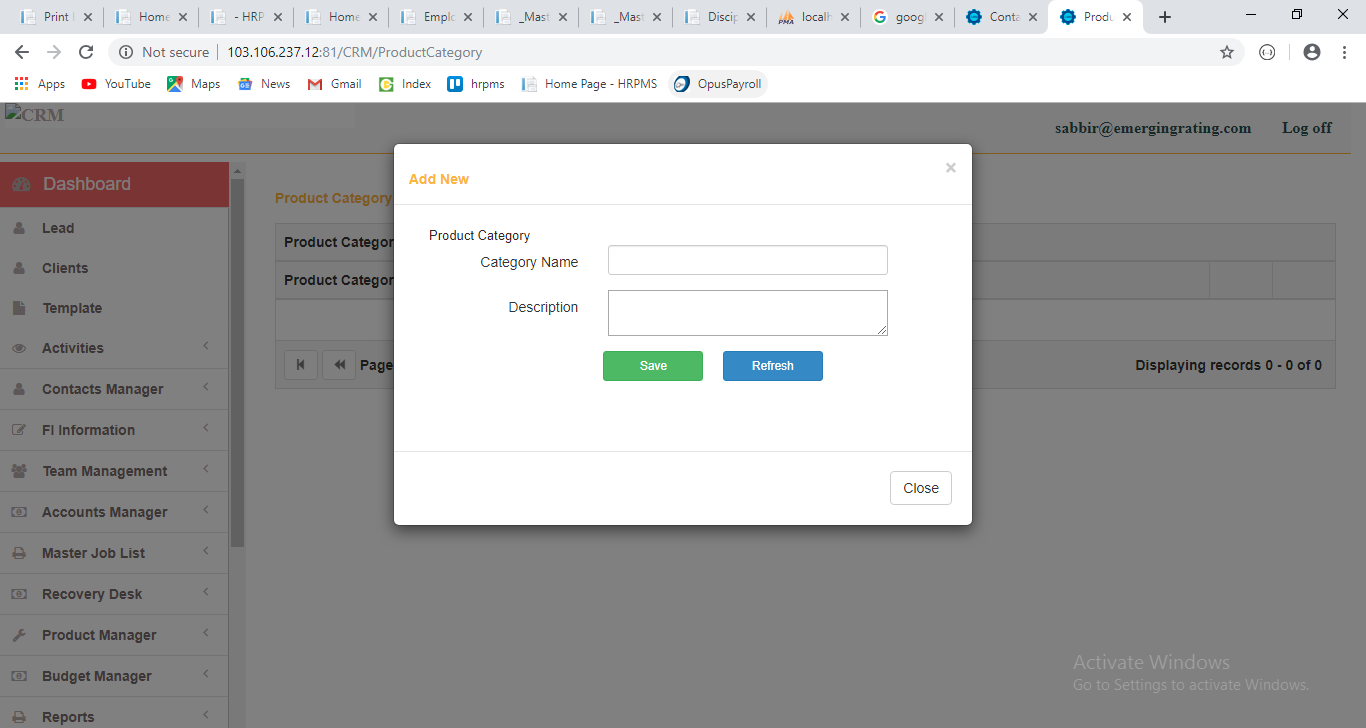 Print
Home
- HRP
Home
Emplo
_Mast
_Mast
Discip
localh
goog
Conta
Produ
Not secure
103.106.237.12:81/CRM/ProductCategory
Apps
YouTube
Maps
News
Gmail
Index
hrpms
Home Page - HRPMS
OpusPayroll
CRM
sabbir@emergingrating.com
Log off
Dashboard
Lead
Clients
Template
Activities
Contacts Manager
FI Information
Team Management
Accounts Manager
Master Job List
Recovery Desk
Product Manager
Budget Manager
Reports
Product Category
Product Categor
Product Categor
Page
Displaying records 0 - 0 of 0
Add New
×
Product Category
Category Name
Description
Save
Refresh
Close
Activate Windows
Go to Settings to activate Windows.